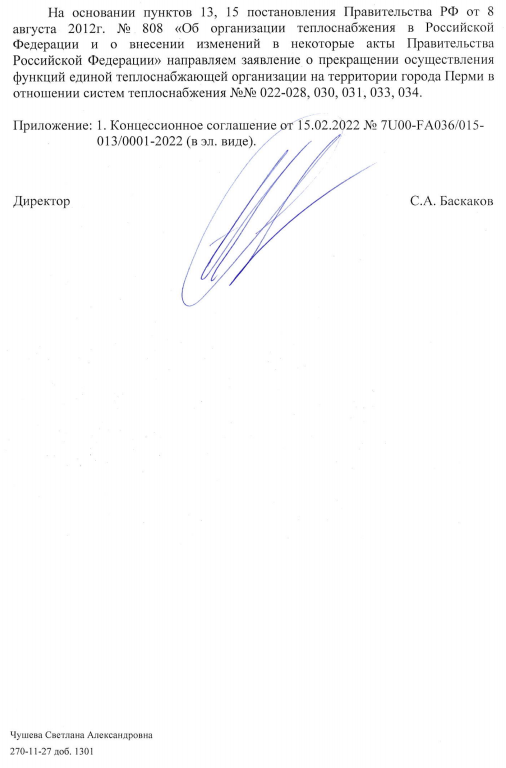 На основании пунктов 13, 15 постановления Правительства РФ от 8
августа 2012г. № 808 «Об организации теплоснабжения в Российской
Федерации и о внесении изменений в некоторые акты Правительства
Российской Федерации» направляем заявление о прекращении осуществления
функций единой теплоснабжающей организации на территории города Перми в
отношении систем теплоснабжения №№ 022-028, 030, 031, 033, 034.
Приложение: 1. Концессионное соглашение от 15.02.2022 № 7U00-FA036/015-
013/0001-2022 (в эл. виде).
Директор С.А. Баскаков
Чушева Светлана Александровна
270-11-27 доб. 1301